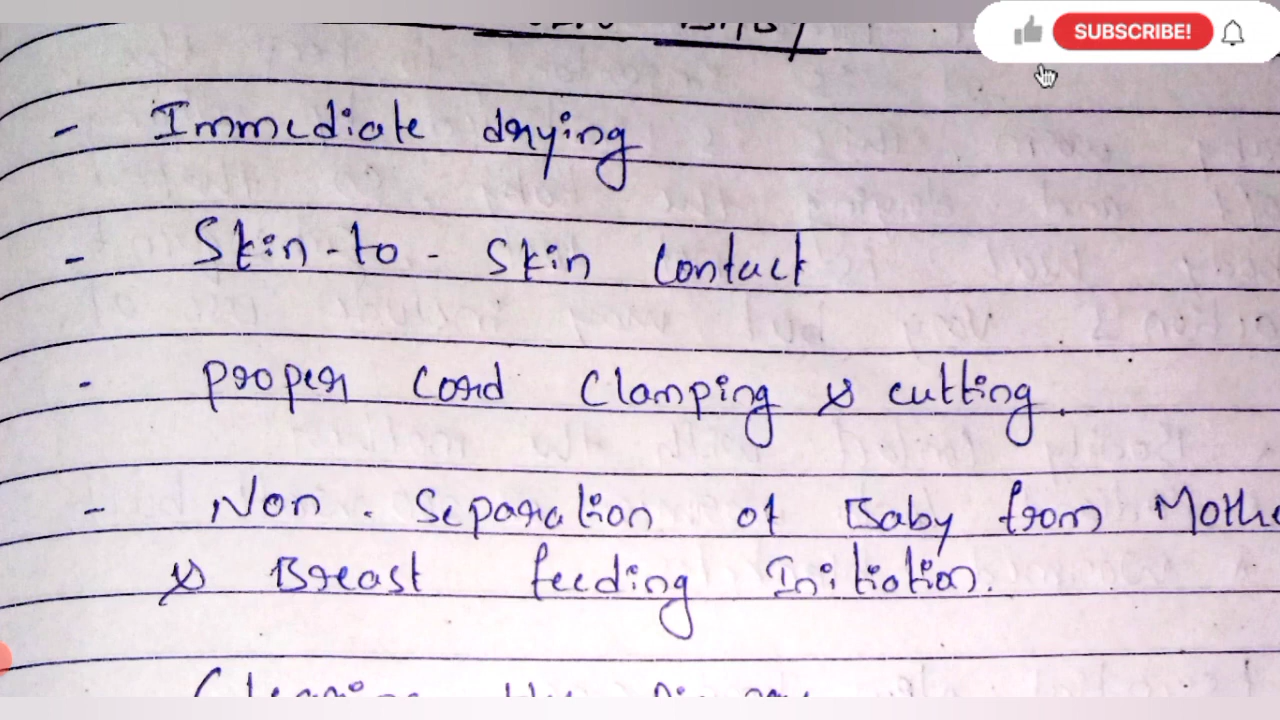 SUBSCRIBE!
- Immediate drying
- Skin-to-Skin Contact
- proper cord Clamping & cutting.
- Non-Separation of Baby from Mothe
& Breast feeding Initiation.